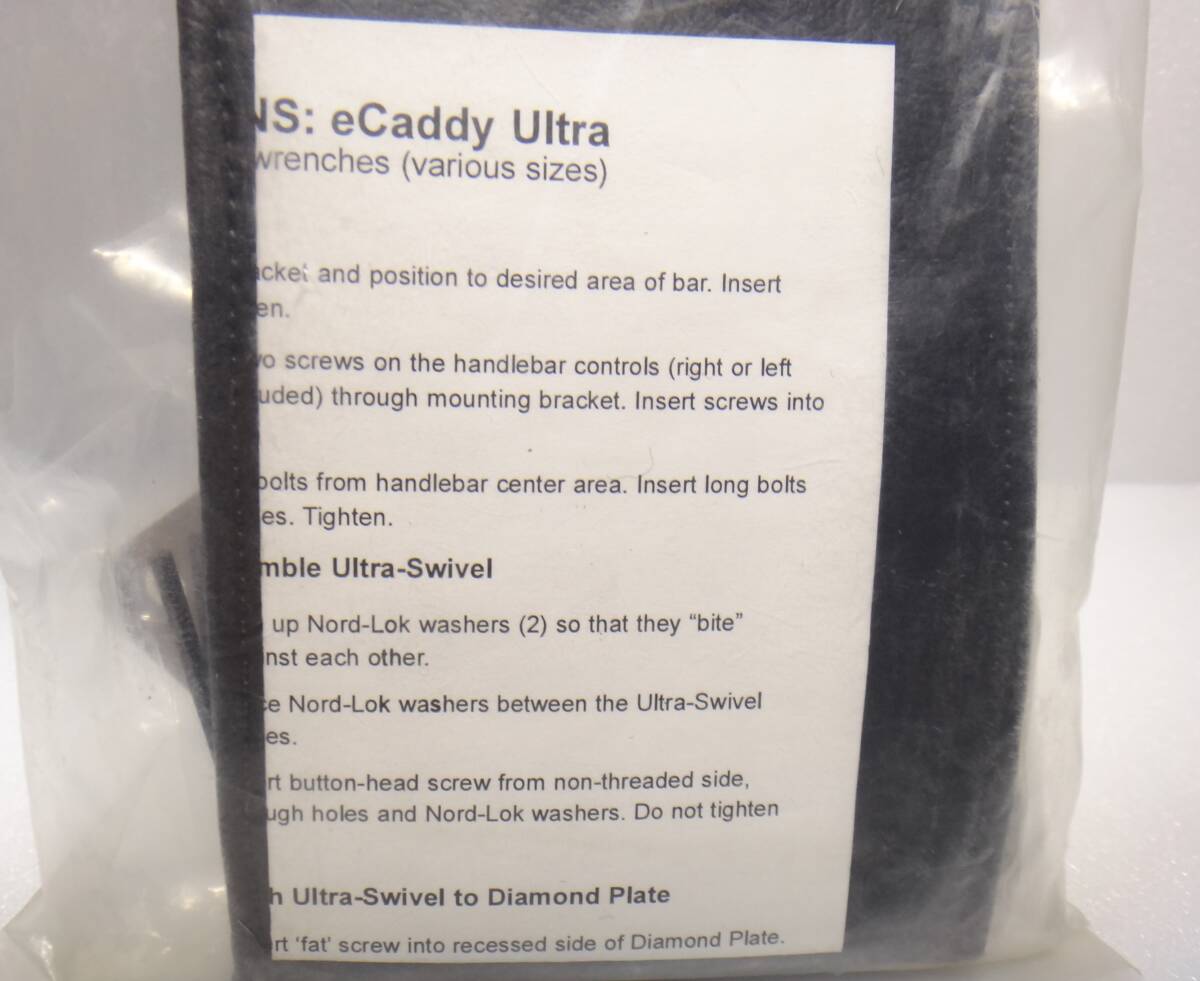 NS: eCaddy Ultra
wrenches (various sizes)
acket and position to desired area of bar. Insert
en.
wo screws on the handlebar controls (right or left
uded) through mounting bracket. Insert screws into
bolts from handlebar center area. Insert long bolts
es. Tighten.
mble Ultra-Swivel
up Nord-Lok washers (2) so that they “bite”
inst each other.
ce Nord-Lok washers between the Ultra-Swivel
es.
rt button-head screw from non-threaded side,
ugh holes and Nord-Lok washers. Do not tighten
h Ultra-Swivel to Diamond Plate
rt ‘fat’ screw into recessed side of Diamond Plate.